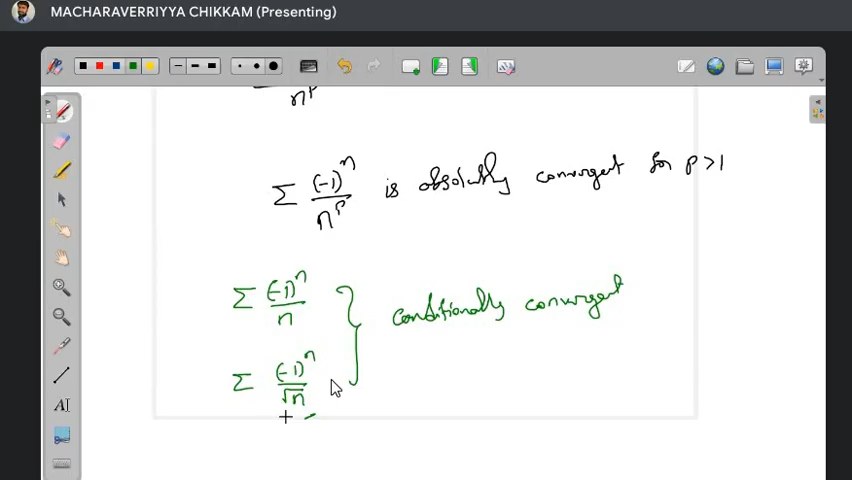 MACHARAVERRIYYA CHIKKAM (Presenting)
n^p
Σ (-1)^n / n^p is absolutely convergent for p > 1
Σ (-1)^n / n
Σ (-1)^n / √n } conditionally convergent